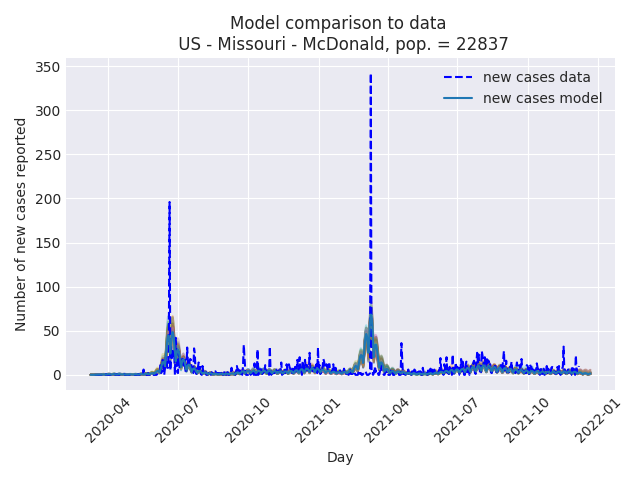 Model comparison to data
US - Missouri - McDonald, pop. = 22837
new cases data
new cases model
Number of new cases reported
350
300
250
200
150
100
50
0
2020-04
2020-07
2020-10
2021-01
2021-04
2021-07
2021-10
2022-01
Day